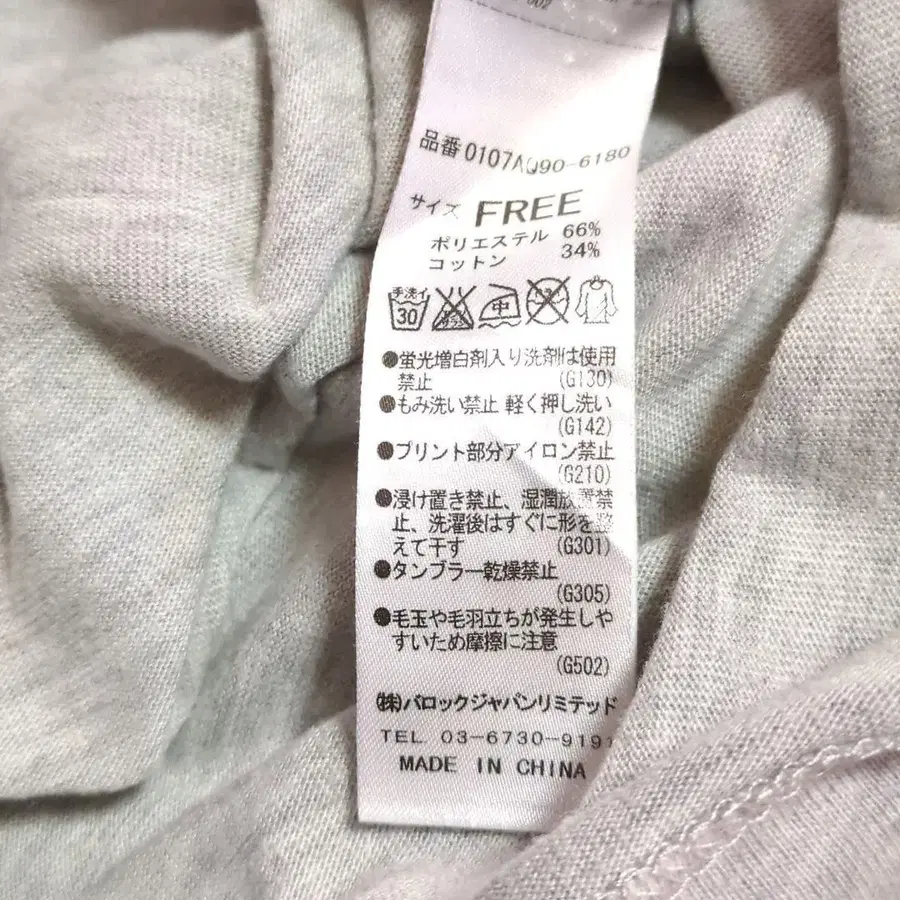 品番 0107AQ90-6180
サイズ FREE
ポリエステル 66%
コットン 34%
手洗イ
30 中
●蛍光増白剤入り洗剤は使用
禁止 (G130)
●もみ洗い禁止 軽く押し洗い
(G142)
●プリント部分アイロン禁止
(G210)
●浸け置き禁止、湿潤放置禁
止、洗濯後はすぐに形を整
えて干す (G301)
●タンブラー乾燥禁止
(G305)
●毛玉や毛羽立ちが発生しや
すいため摩擦に注意
(G502)
㈱バロックジャパンリミテッド
TEL 03-6730-9191
MADE IN CHINA